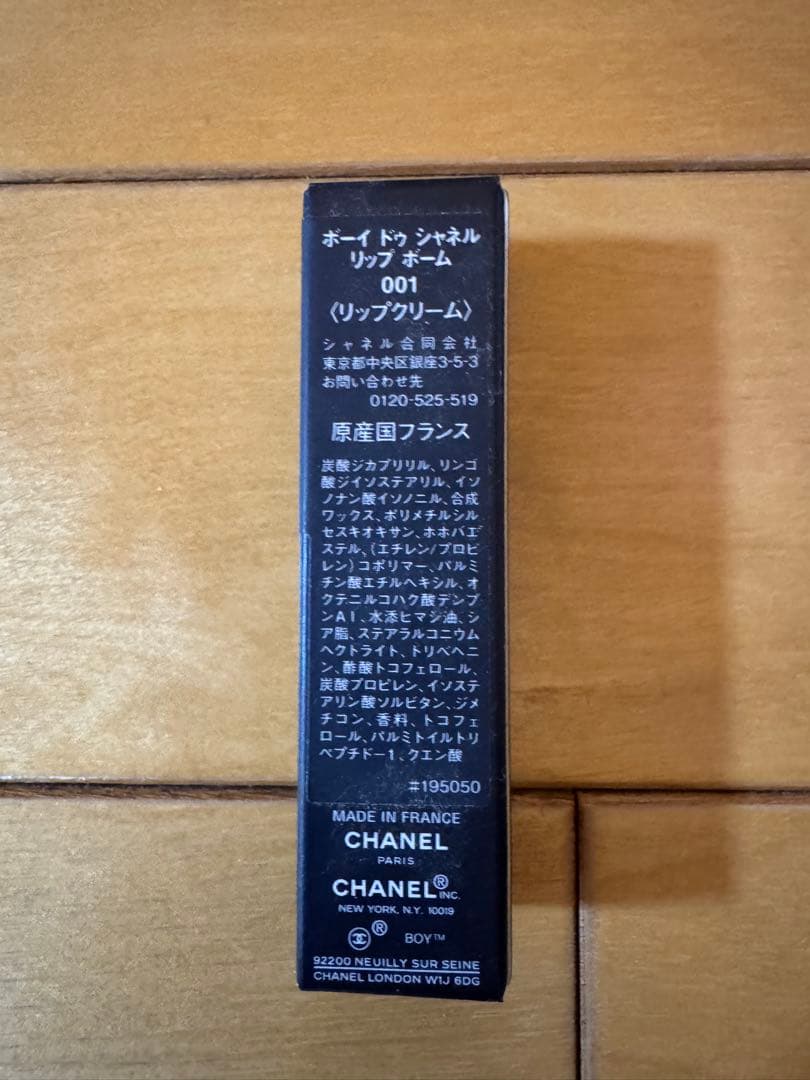 ボーイ ドゥ シャネル
リップ ボーム
001
〈リップクリーム〉
シャネル合同会社
東京都中央区銀座3-5-3
お問い合わせ先
0120-525-519
原産国フランス
炭酸ジカプリリル、リンゴ
酸ジイソステアリル、イソ
ノナン酸イソノニル、合成
ワックス、ポリメチルシル
セスキオキサン、ホホバエ
ステル、(エチレン/プロピ
レン)コポリマー、パルミ
チン酸エチルヘキシル、オ
クテニルコハク酸デンプ
ンAl、水添ヒマシ油、シ
ア脂、ステアラルコニウム
ヘクトライト、トリベヘニ
ン、酢酸トコフェロール、
炭酸プロピレン、イソステ
アリン酸ソルビタン、ジメ
チコン、香料、トコフェ
ロール、パルミトイルトリ
ペプチド-1、クエン酸
#195050
MADE IN FRANCE
CHANEL
PARIS
CHANEL® INC.
NEW YORK, N.Y. 10019
® BOY™
92200 NEUILLY SUR SEINE
CHANEL LONDON W1J 6DG